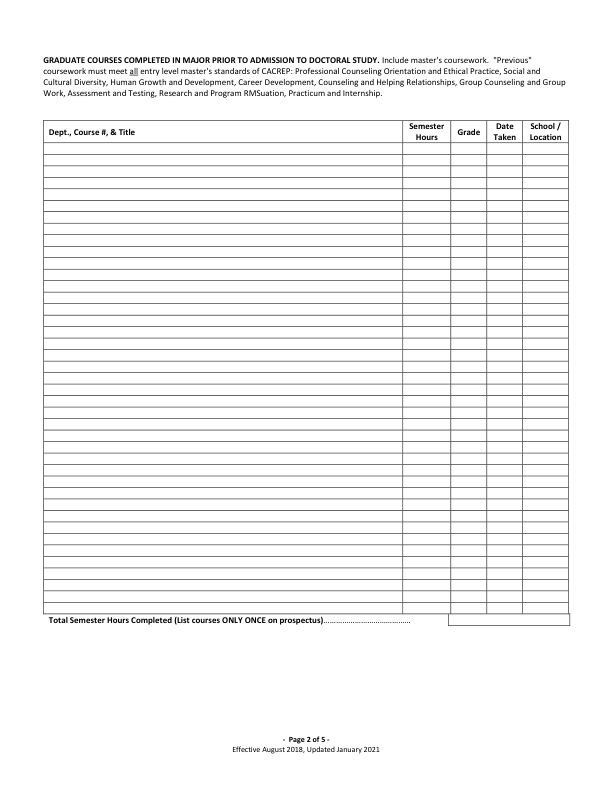 GRADUATE COURSES COMPLETED IN MAJOR PRIOR TO ADMISSION TO DOCTORAL STUDY. Include master's coursework. "Previous"
coursework must meet all entry level master's standards of CACREP: Professional Counseling Orientation and Ethical Practice, Social and
Cultural Diversity, Human Growth and Development, Career Development, Counseling and Helping Relationships, Group Counseling and Group
Work, Assessment and Testing, Research and Program RMSuation, Practicum and Internship.
Dept., Course #, & Title Semester Hours Grade Date Taken School / Location
Total Semester Hours Completed (List courses ONLY ONCE on prospectus)……………………………………
- Page 2 of 5 -
Effective August 2018, Updated January 2021